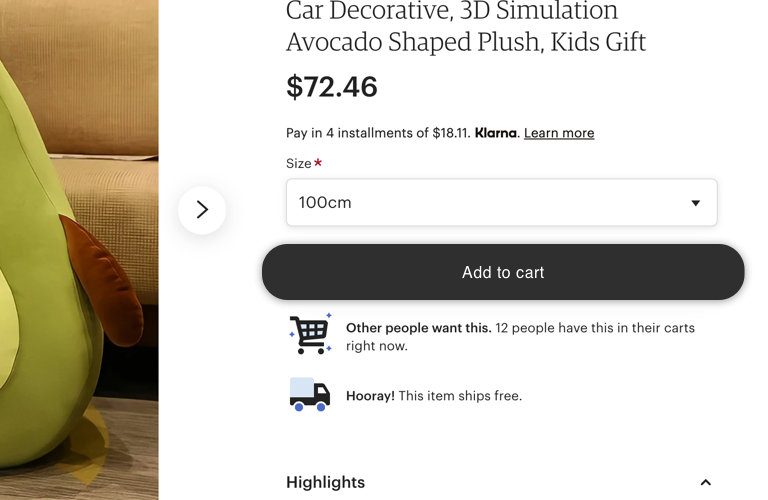 Car Decorative, 3D Simulation
Avocado Shaped Plush, Kids Gift
$72.46
Pay in 4 installments of $18.11. Klarna. Learn more
Size*
100cm
Add to cart
Other people want this. 12 people have this in their carts
right now.
Hooray! This item ships free.
Highlights